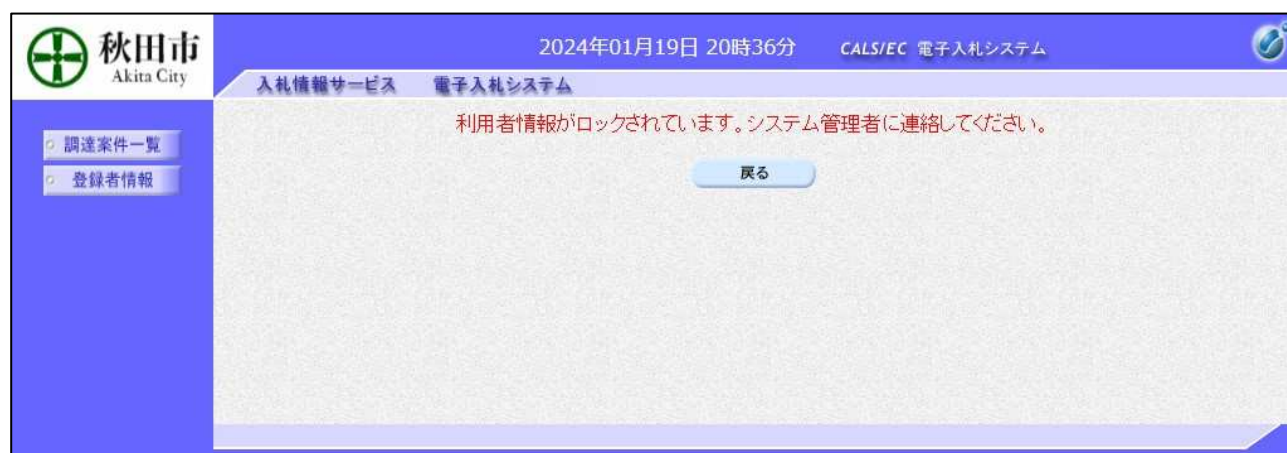 秋田市
Akita City
2024年01月19日 20時36分
CALS/EC 電子入札システム
入札情報サービス
電子入札システム
調達案件一覧
登録者情報
利用者情報がロックされています。システム管理者に連絡してください。
戻る